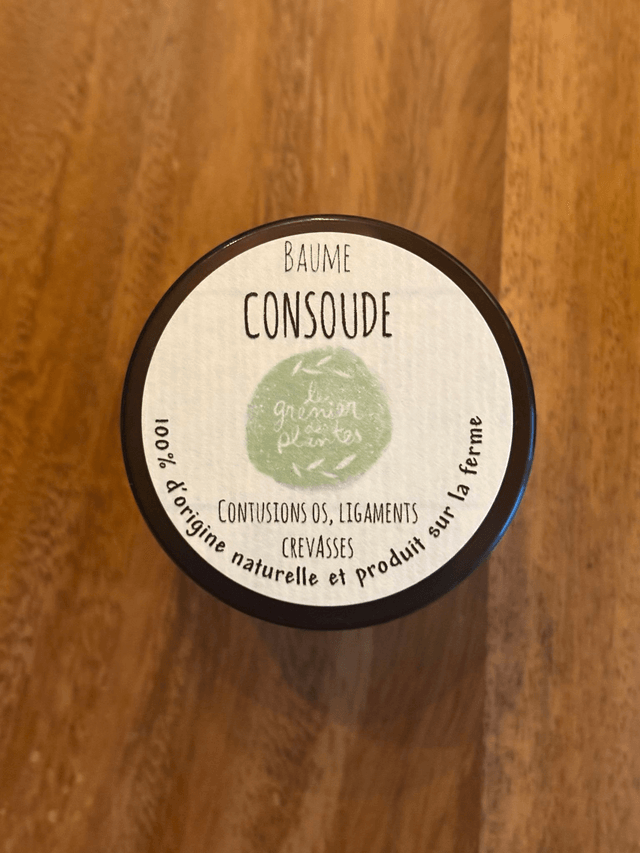 BAUME
CONSOUDE
le
grenier
des
plantes
CONTUSIONS OS, LIGAMENTS
CREVASSES
100% d'origine naturelle et produit sur la ferme